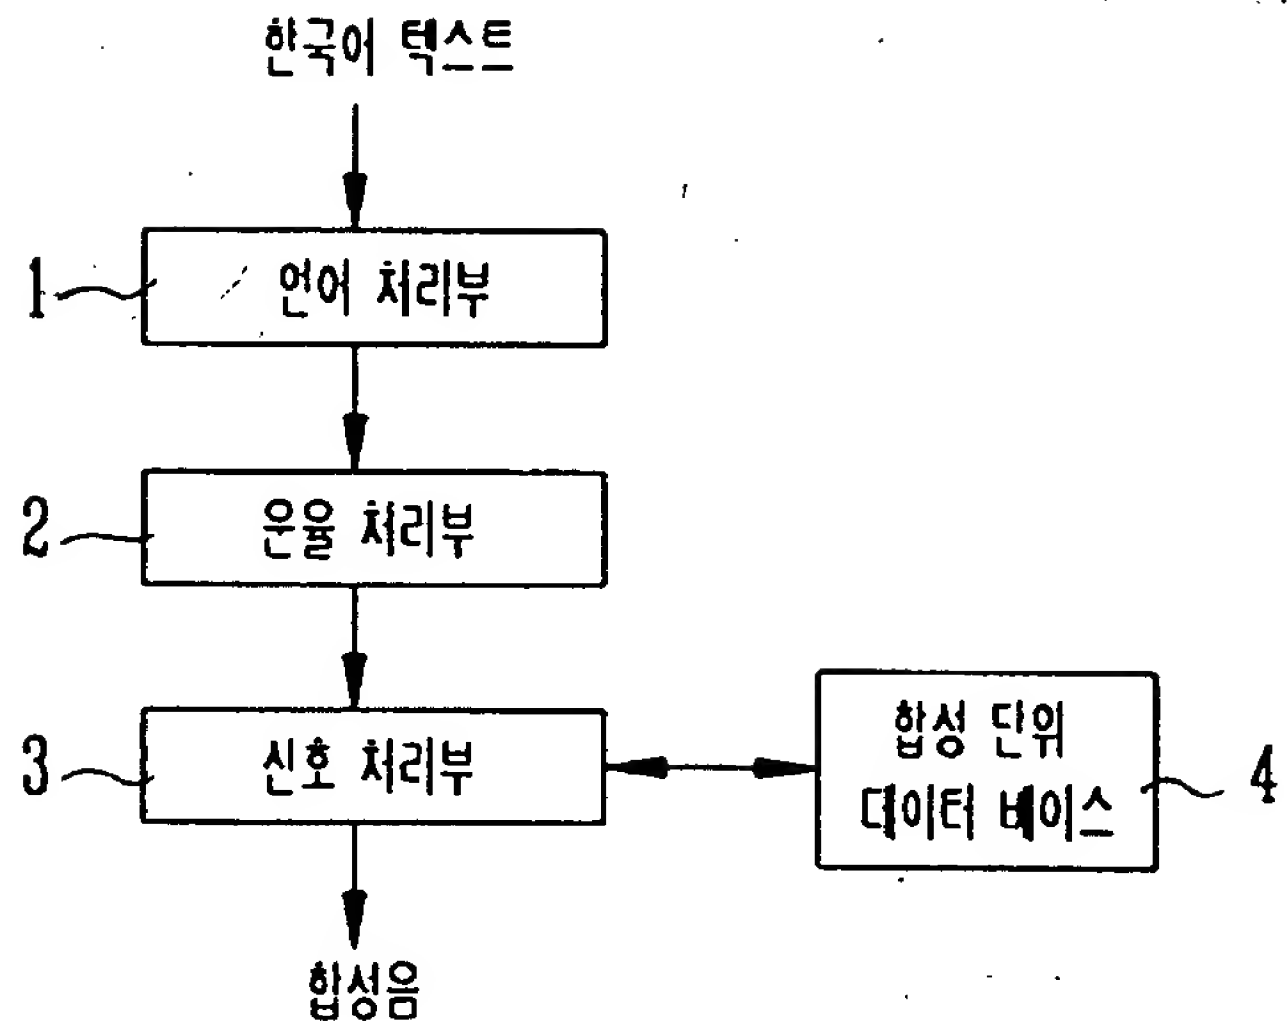 한국어 텍스트
1
언어 처리부
2
운율 처리부
3
신호 처리부
합성 단위
데이터 베이스
4
합성음